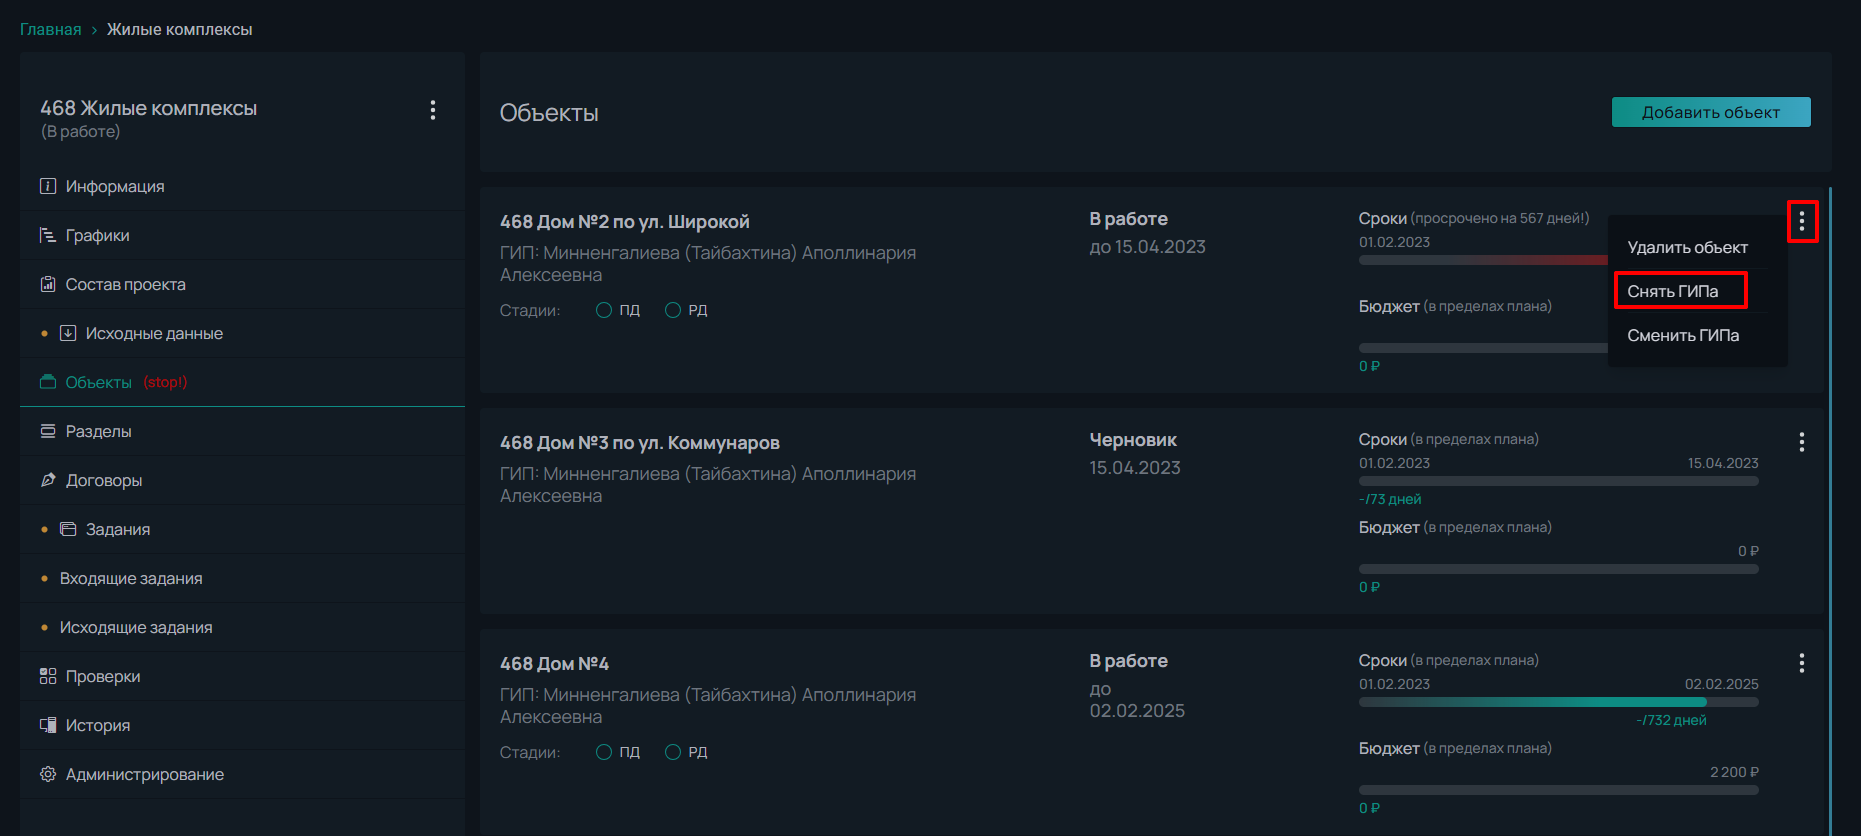 Главная > Жилые комплексы
468 Жилые комплексы
(В работе)
Информация
Графики
Состав проекта
Исходные данные
Объекты (stop!)
Разделы
Договоры
Задания
Входящие задания
Исходящие задания
Проверки
История
Администрирование
Объекты
Добавить объект
468 Дом №2 по ул. Широкой
ГИП: Минненгалиева (Тайбахтина) Аполлинария
Алексеевна
Стадии: ПД РД
В работе
до 15.04.2023
Сроки (просрочено на 567 дней!)
01.02.2023
Бюджет (в пределах плана)
0 ₽
Удалить объект
Снять ГИПа
Сменить ГИПа
468 Дом №3 по ул. Коммунаров
ГИП: Минненгалиева (Тайбахтина) Аполлинария
Алексеевна
Черновик
15.04.2023
Сроки (в пределах плана)
01.02.2023 15.04.2023
-/73 дней
Бюджет (в пределах плана)
0 ₽
0 ₽
468 Дом №4
ГИП: Минненгалиева (Тайбахтина) Аполлинария
Алексеевна
Стадии: ПД РД
В работе
до
02.02.2025
Сроки (в пределах плана)
01.02.2023 02.02.2025
-/732 дней
Бюджет (в пределах плана)
2 200 ₽
0 ₽